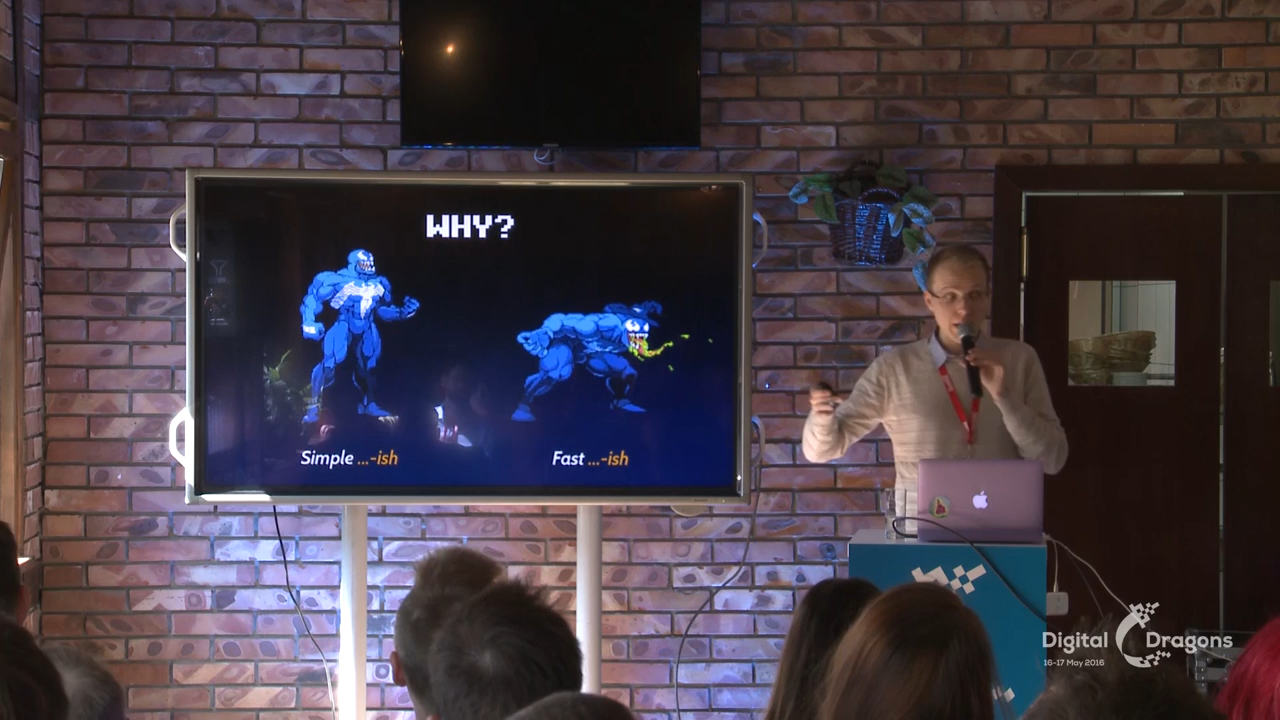 WHY?
Simple ...-ish
Fast ...-ish
Digital Dragons
16-17 May 2016